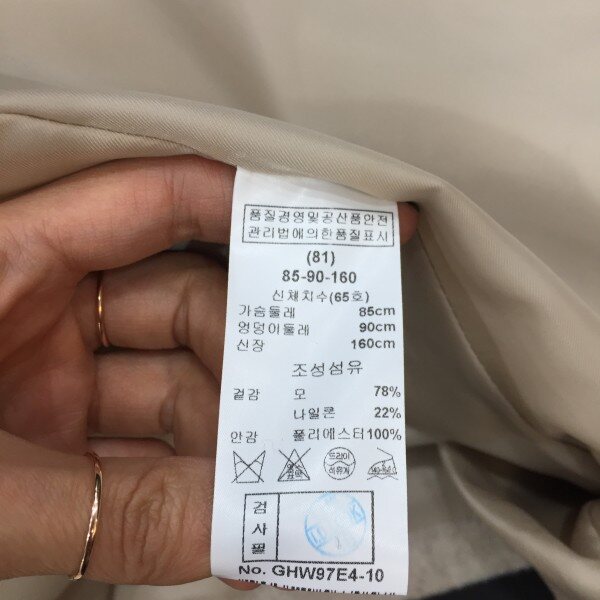 품질경영및공산품안전
관리법에의한품질표시
(81)
85-90-160
신체치수(65호)
가슴둘레 85cm
엉덩이둘레 90cm
신장 160cm
조성섬유
겉감 모 78%
나일론 22%
안감 폴리에스터100%
드라이
석유계
검사필
No. GHW97E4-10